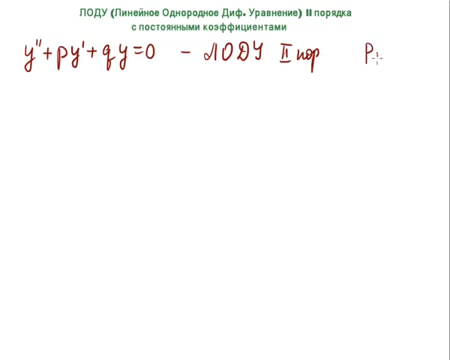 ЛОДУ (Линейное Однородное Диф. Уравнение) II порядка
с постоянными коэффициентами
y'' + py' + qy = 0 - ЛОДУ II пор P